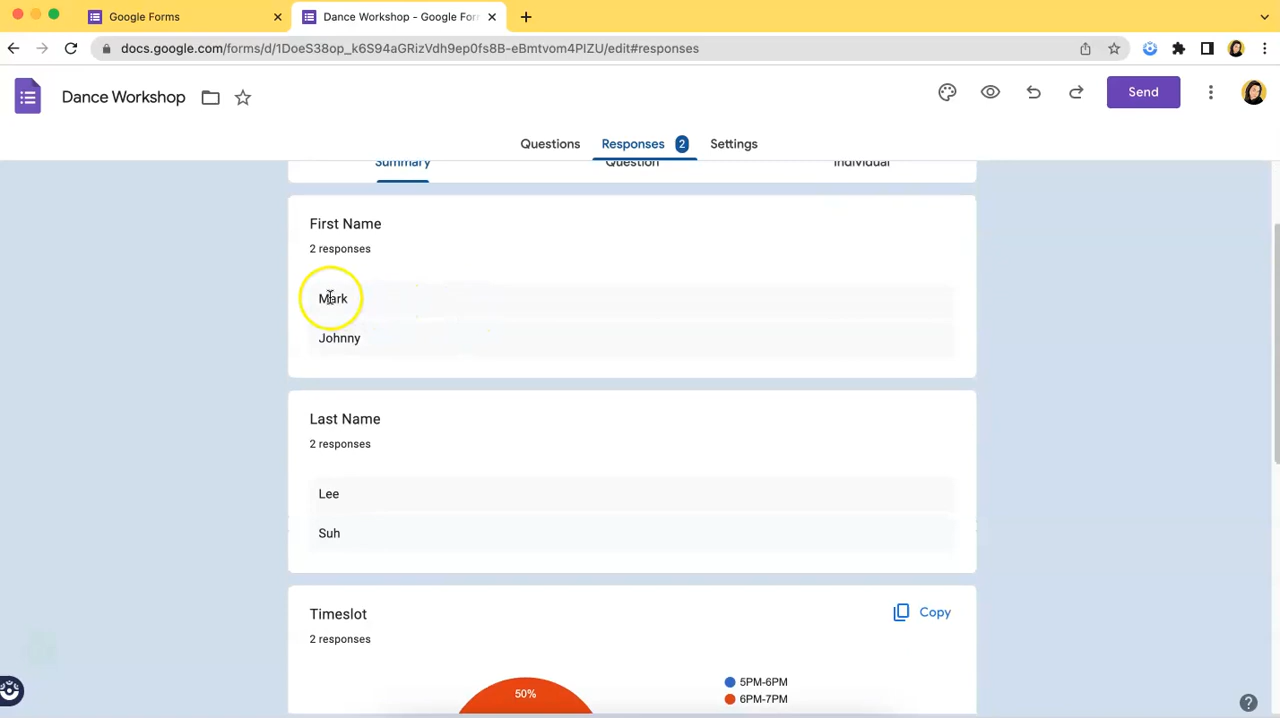 Google Forms
Dance Workshop - Google For
docs.google.com/forms/d/1DoeS38op_k6S94aGRizVdh9ep0fs8B-eBmtvom4PIZU/edit#responses
Dance Workshop
Send
Questions Responses 2 Settings
Summary Question Individual
First Name
2 responses
Mark
Johnny
Last Name
2 responses
Lee
Suh
Timeslot
Copy
2 responses
50%
5PM-6PM
6PM-7PM